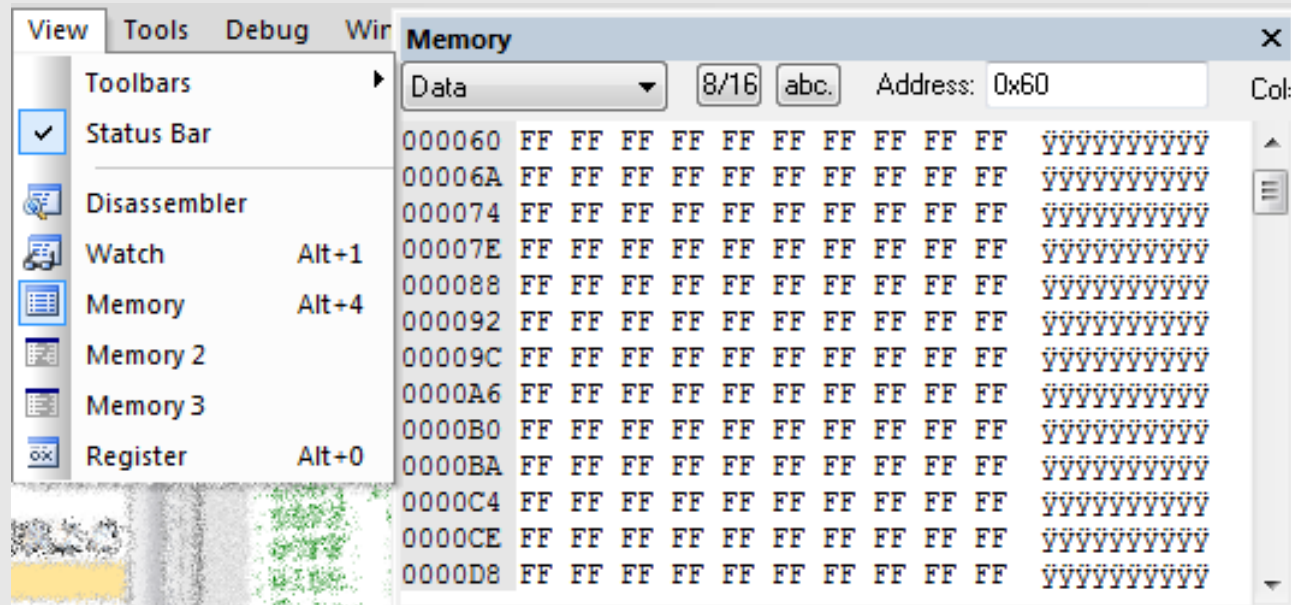 View Tools Debug Wir
Toolbars
Status Bar
Disassembler
Watch Alt+1
Memory Alt+4
Memory 2
Memory 3
Register Alt+0
Memory
Data 8/16 abc. Address: 0x60 Col
000060 FF FF FF FF FF FF FF FF FF FF ÿÿÿÿÿÿÿÿÿÿ
00006A FF FF FF FF FF FF FF FF FF FF ÿÿÿÿÿÿÿÿÿÿ
000074 FF FF FF FF FF FF FF FF FF FF ÿÿÿÿÿÿÿÿÿÿ
00007E FF FF FF FF FF FF FF FF FF FF ÿÿÿÿÿÿÿÿÿÿ
000088 FF FF FF FF FF FF FF FF FF FF ÿÿÿÿÿÿÿÿÿÿ
000092 FF FF FF FF FF FF FF FF FF FF ÿÿÿÿÿÿÿÿÿÿ
00009C FF FF FF FF FF FF FF FF FF FF ÿÿÿÿÿÿÿÿÿÿ
0000A6 FF FF FF FF FF FF FF FF FF FF ÿÿÿÿÿÿÿÿÿÿ
0000B0 FF FF FF FF FF FF FF FF FF FF ÿÿÿÿÿÿÿÿÿÿ
0000BA FF FF FF FF FF FF FF FF FF FF ÿÿÿÿÿÿÿÿÿÿ
0000C4 FF FF FF FF FF FF FF FF FF FF ÿÿÿÿÿÿÿÿÿÿ
0000CE FF FF FF FF FF FF FF FF FF FF ÿÿÿÿÿÿÿÿÿÿ
0000D8 FF FF FF FF FF FF FF FF FF FF ÿÿÿÿÿÿÿÿÿÿ